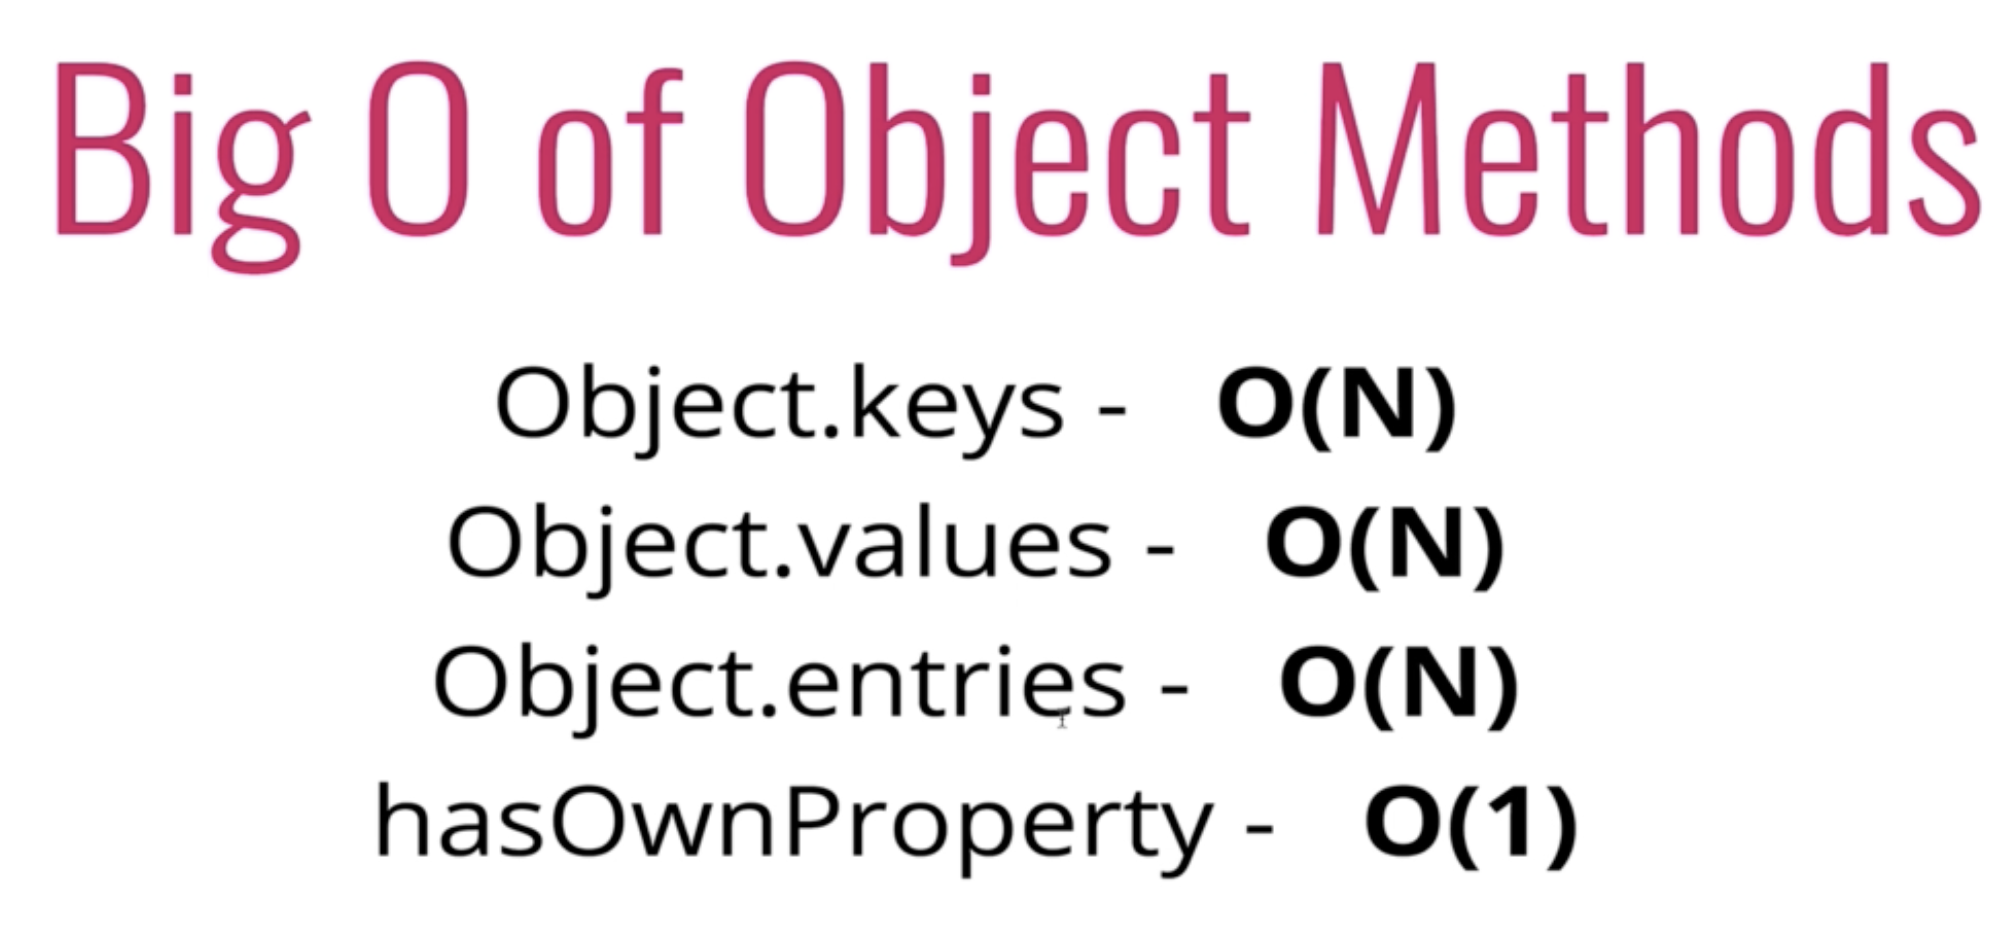 Big O of Object Methods
Object.keys - O(N)
Object.values - O(N)
Object.entries - O(N)
hasOwnProperty - O(1)